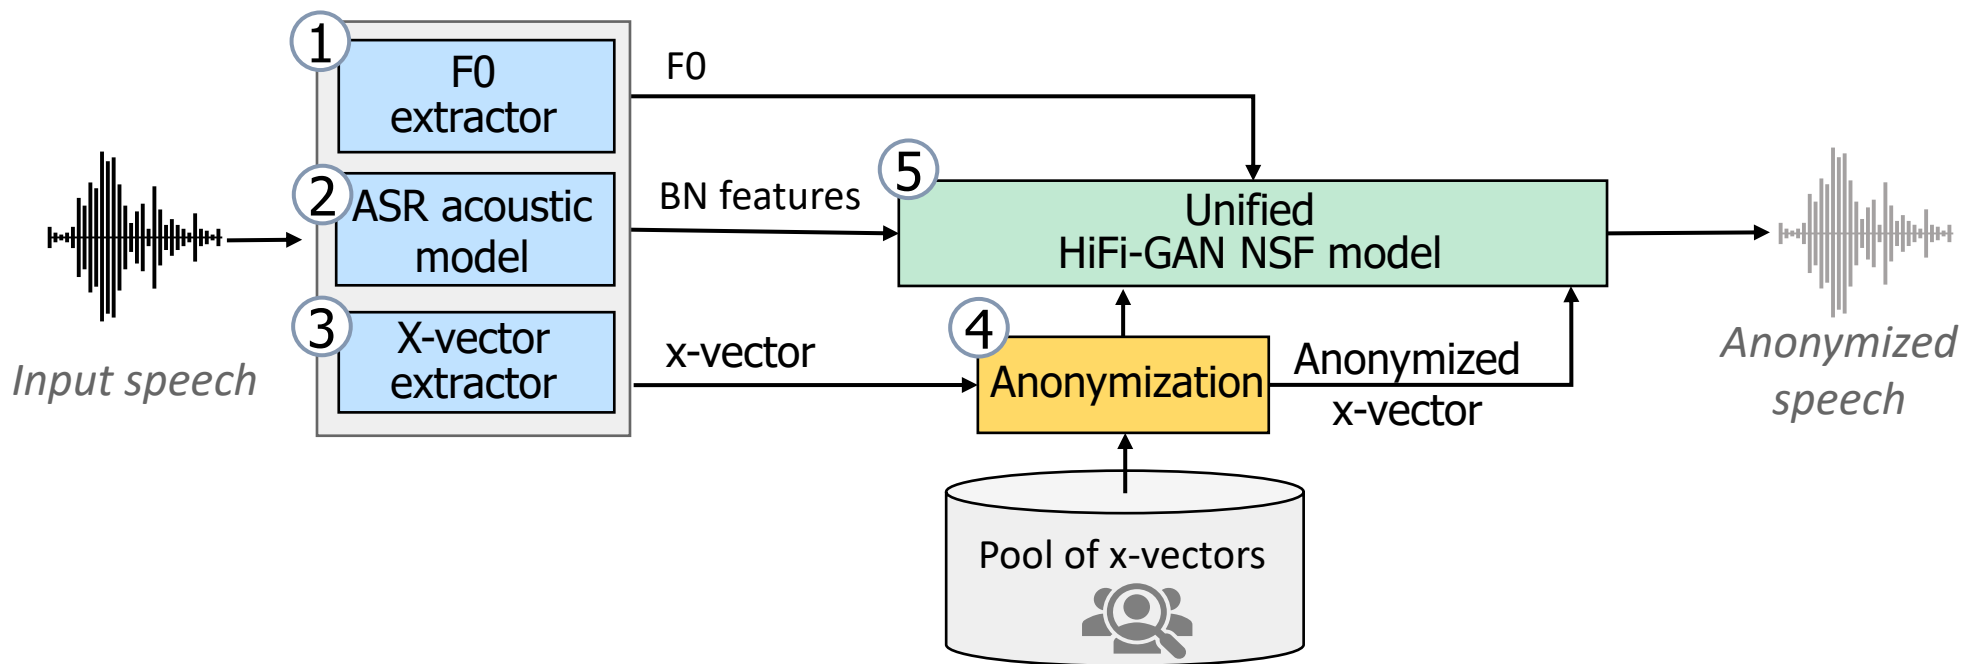 1
F0
extractor
F0
2
ASR acoustic
model
BN features
5
Unified
HiFi-GAN NSF model
3
X-vector
extractor
x-vector
4
Anonymization
Anonymized
x-vector
Input speech
Anonymized
speech
Pool of x-vectors